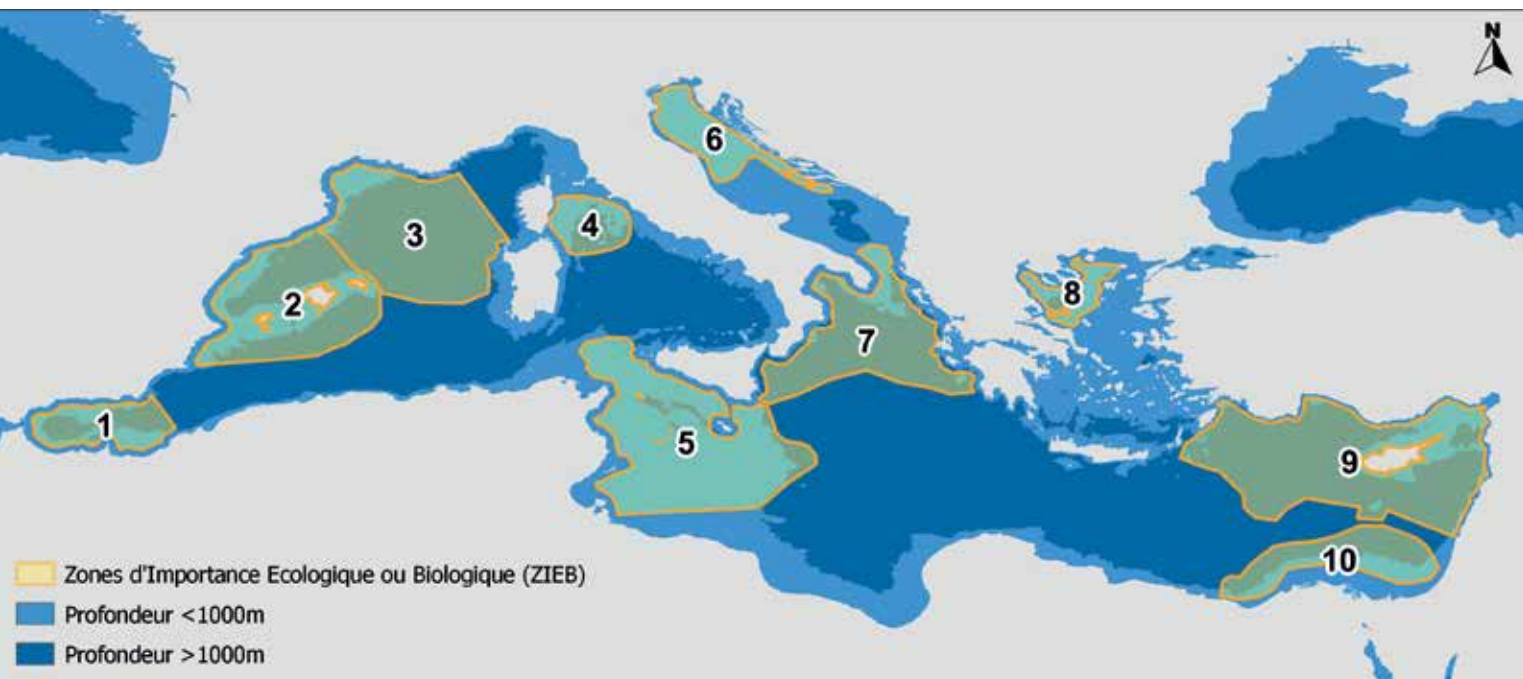 N
6
4
3
8
2
7
1
5
9
10
Zones d'Importance Ecologique ou Biologique (ZIEB)
Profondeur <1000m
Profondeur >1000m